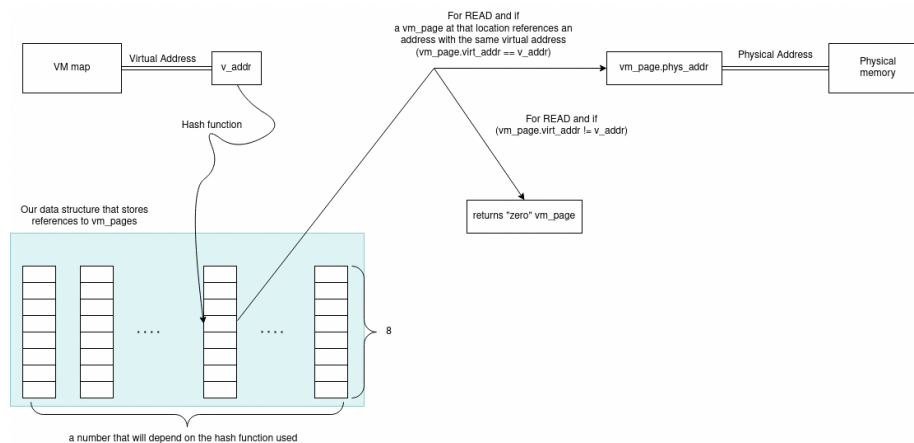 For READ and if
a vm_page at that location references an
address with the same virtual address
(vm_page.virt_addr == v_addr)
VM map
Virtual Address
v_addr
vm_page.phys_addr
Physical Address
Physical
memory
Hash function
For READ and if
(vm_page.virt_addr != v_addr)
Our data structure that stores
references to vm_pages
returns "zero" vm_page
. . . .
. . . .
8
a number that will depend on the hash function used